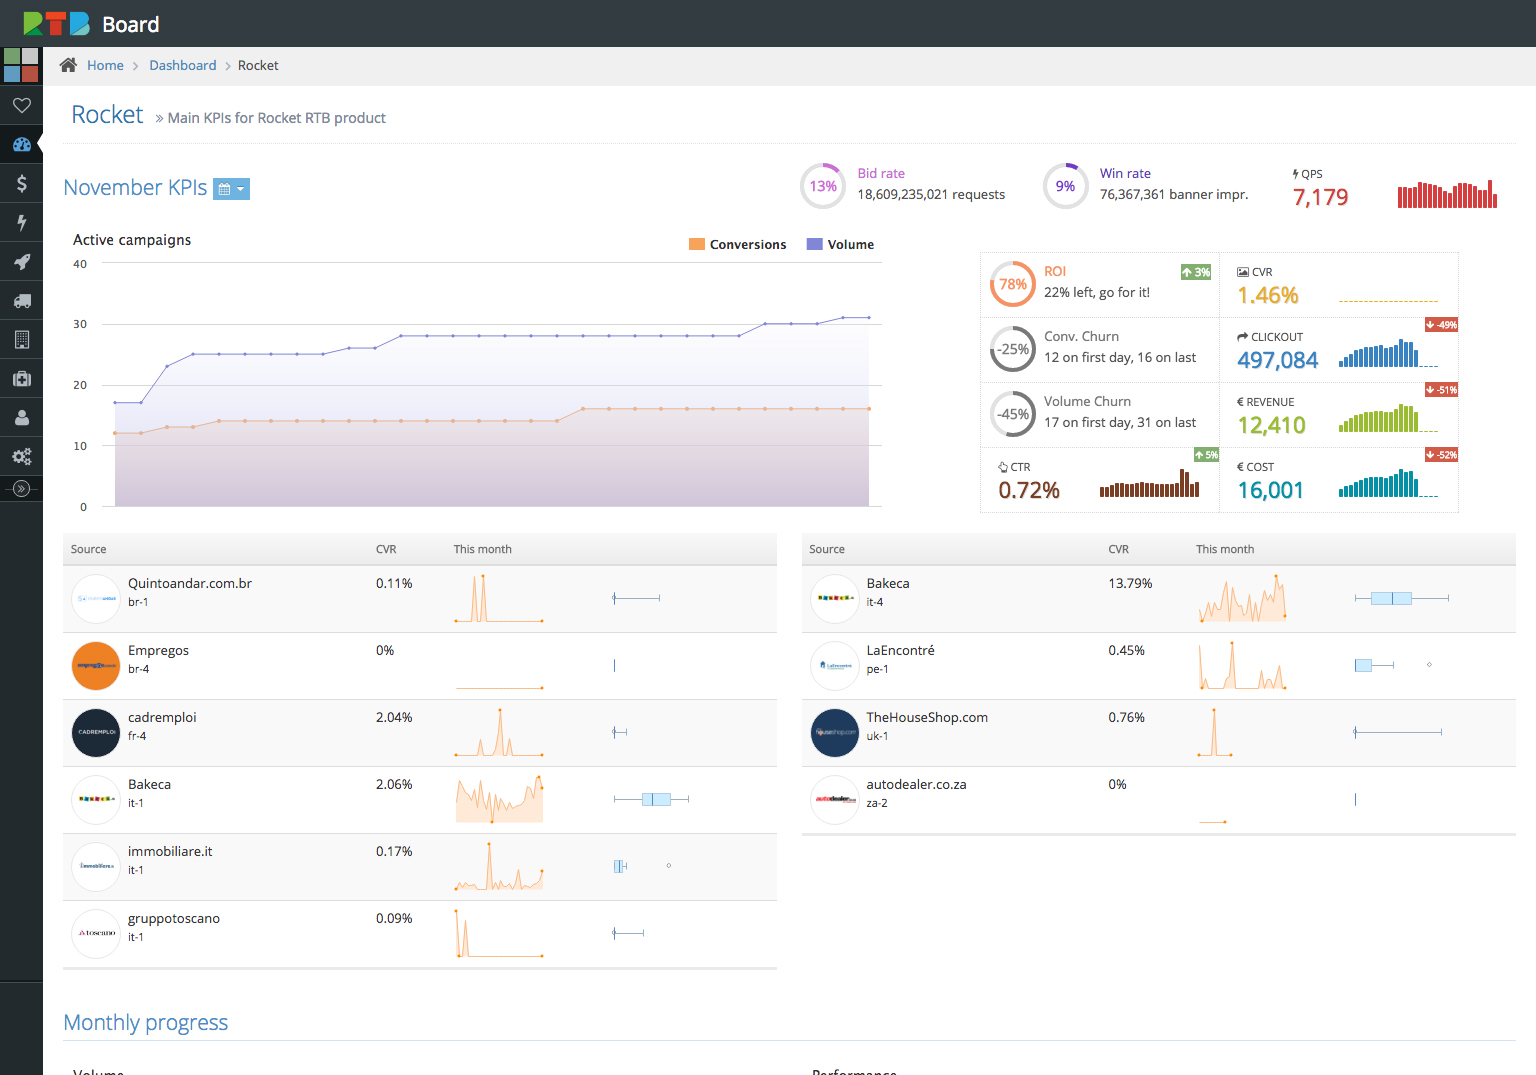 RTB Board
Home > Dashboard > Rocket
Rocket » Main KPIs for Rocket RTB product
November KPIs
13%
Bid rate
18,609,235,021 requests
9%
Win rate
76,367,361 banner impr.
QPS
7,179
Active campaigns
Conversions
Volume
40
30
20
10
0
78%
ROI
22% left, go for it!
3%
CVR
1.46%
-25%
Conv. Churn
12 on first day, 16 on last
CLICKOUT
497,084
-49%
-45%
Volume Churn
17 on first day, 31 on last
€ REVENUE
12,410
-51%
CTR
0.72%
5%
€ COST
16,001
-52%
Source CVR This month
Quintoandar.com.br 0.11%
br-1
Empregos 0%
br-4
cadremploi 2.04%
fr-4
CADREMPLOI
Bakeca 2.06%
it-1
immobiliare.it 0.17%
it-1
gruppotoscano 0.09%
it-1
Source CVR This month
Bakeca 13.79%
it-4
LaEncontré 0.45%
pe-1
TheHouseShop.com 0.76%
uk-1
autodealer.co.za 0%
za-2
Monthly progress
Volume
Performance